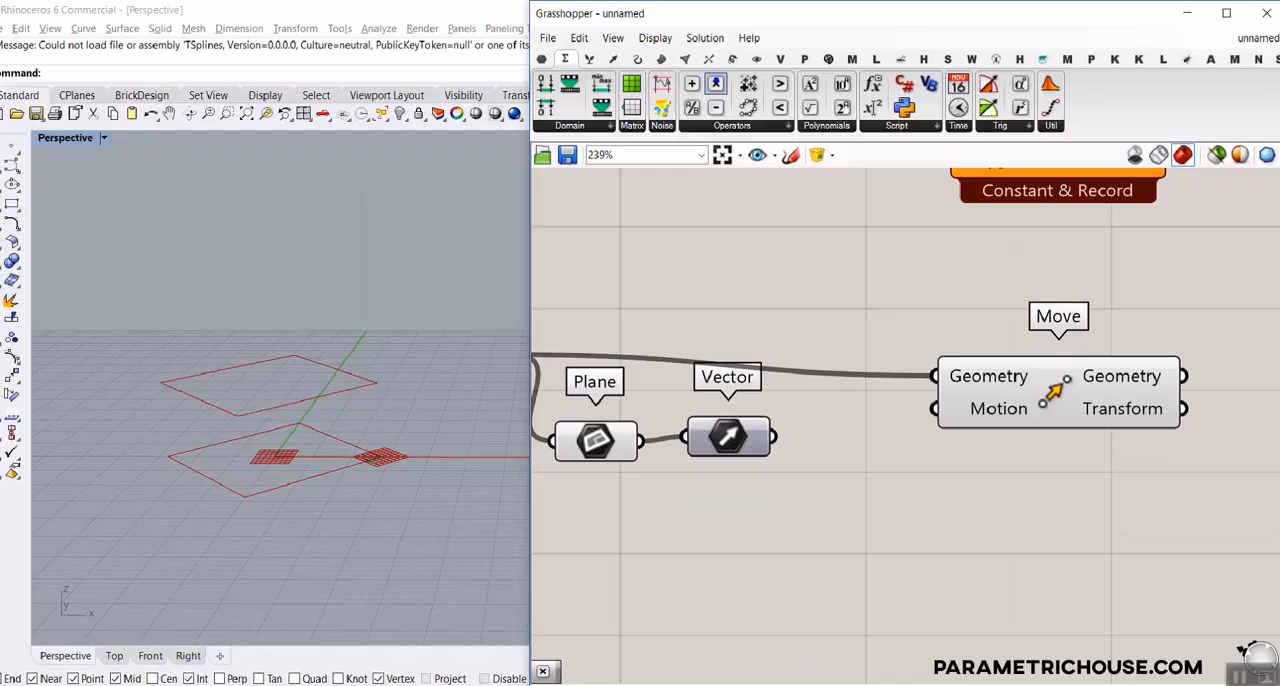 Rhinoceros 6 Commercial - [Perspective]
Edit View Curve Surface Solid Mesh Dimension Transform Tools Analyze Render Panels Paneling
Message: Could not load file or assembly 'TSplines, Version=0.0.0.0, Culture=neutral, PublicKeyToken=null' or one of its
Command:
Standard CPlanes BrickDesign Set View Display Select Viewport Layout Visibility
Perspective
z
y
x
Perspective Top Front Right
End Near Point Mid Cen Int Perp Tan Quad Knot Vertex Project Disable
Grasshopper - unnamed
File Edit View Display Solution Help
unnamed
Σ V P M L H S W H M P K K L A M N S
Domain Matrix Noise Operators Polynomials Script Time Trig Util
239%
Constant & Record
Move
Geometry Geometry
Motion Transform
Plane
Vector
PARAMETRICHOUSE.COM